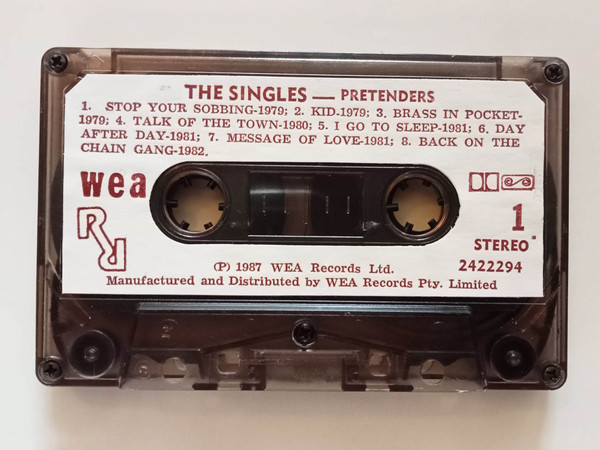 THE SINGLES — PRETENDERS
1. STOP YOUR SOBBING-1979; 2. KID.1979; 3. BRASS IN POCKET-
1979; 4. TALK OF THE TOWN-1980; 5. I GO TO SLEEP-1981; 6. DAY
AFTER DAY-1981; 7. MESSAGE OF LOVE-1981; 8. BACK ON THE
CHAIN GANG-1982.
wea
1
STEREO
(P) 1987 WEA Records Ltd.
2422294
Manufactured and Distributed by WEA Records Pty. Limited